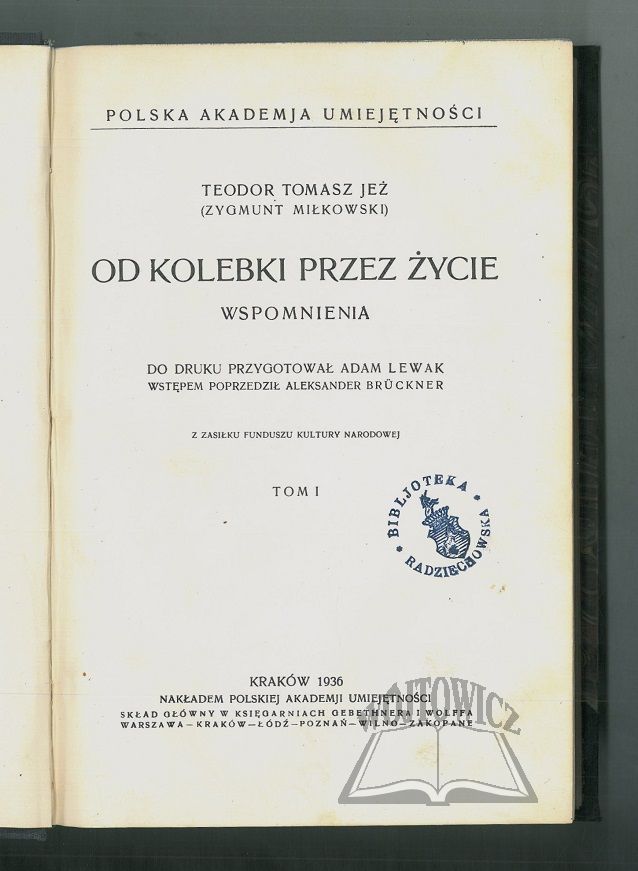 POLSKA AKADEMJA UMIEJĘTNOŚCI
TEODOR TOMASZ JEŻ
(ZYGMUNT MIŁKOWSKI)
OD KOLEBKI PRZEZ ŻYCIE
WSPOMNIENIA
DO DRUKU PRZYGOTOWAŁ ADAM LEWAK
WSTĘPEM POPRZEDZIŁ ALEKSANDER BRÜCKNER
Z ZASIŁKU FUNDUSZU KULTURY NARODOWEJ
TOM I
* BIBLJOTEKA *
RADZIECHOWSKA
KRAKÓW 1936
NAKŁADEM POLSKIEJ AKADEMJI UMIEJĘTNOŚCI
SKŁAD GŁÓWNY W KSIĘGARNIACH GEBETHNERA I WOLFFA
WARSZAWA—KRAKÓW—ŁÓDŹ—POZNAŃ—WILNO—ZAKOPANE
WÓJTOWICZ